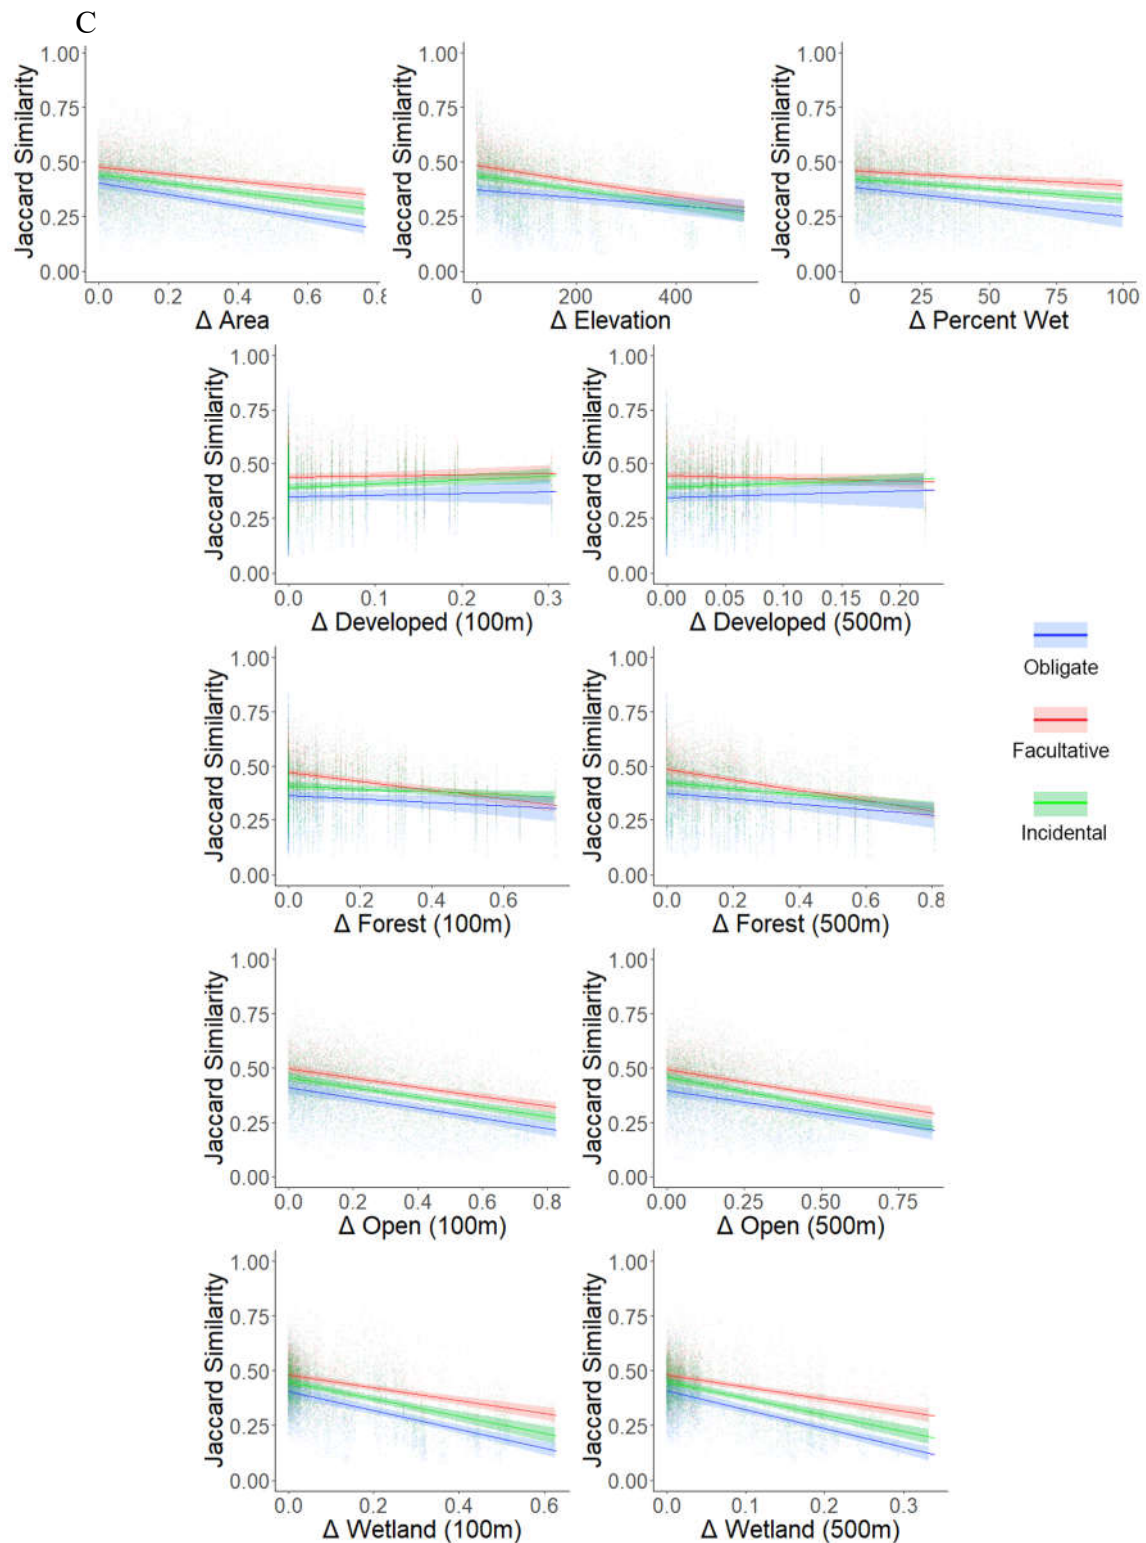 C
1.00
0.75
0.50
0.25
0.00
Jaccard Similarity
0.0 0.2 0.4 0.6
Δ Area
1.00
0.75
0.50
0.25
0.00
Jaccard Similarity
0 200 400
Δ Elevation
1.00
0.75
0.50
0.25
0.00
Jaccard Similarity
0 25 50 75 100
Δ Percent Wet
1.00
0.75
0.50
0.25
0.00
Jaccard Similarity
0.0 0.1 0.2 0.3
Δ Developed (100m)
1.00
0.75
0.50
0.25
0.00
Jaccard Similarity
0.00 0.05 0.10 0.15 0.20
Δ Developed (500m)
1.00
0.75
0.50
0.25
0.00
Jaccard Similarity
0.0 0.2 0.4 0.6
Δ Forest (100m)
1.00
0.75
0.50
0.25
0.00
Jaccard Similarity
0.0 0.2 0.4 0.6 0.8
Δ Forest (500m)
Obligate
Facultative
Incidental
1.00
0.75
0.50
0.25
0.00
Jaccard Similarity
0.0 0.2 0.4 0.6 0.8
Δ Open (100m)
1.00
0.75
0.50
0.25
0.00
Jaccard Similarity
0.00 0.25 0.50 0.75
Δ Open (500m)
1.00
0.75
0.50
0.25
0.00
Jaccard Similarity
0.0 0.2 0.4 0.6
Δ Wetland (100m)
1.00
0.75
0.50
0.25
0.00
Jaccard Similarity
0.0 0.1 0.2 0.3
Δ Wetland (500m)